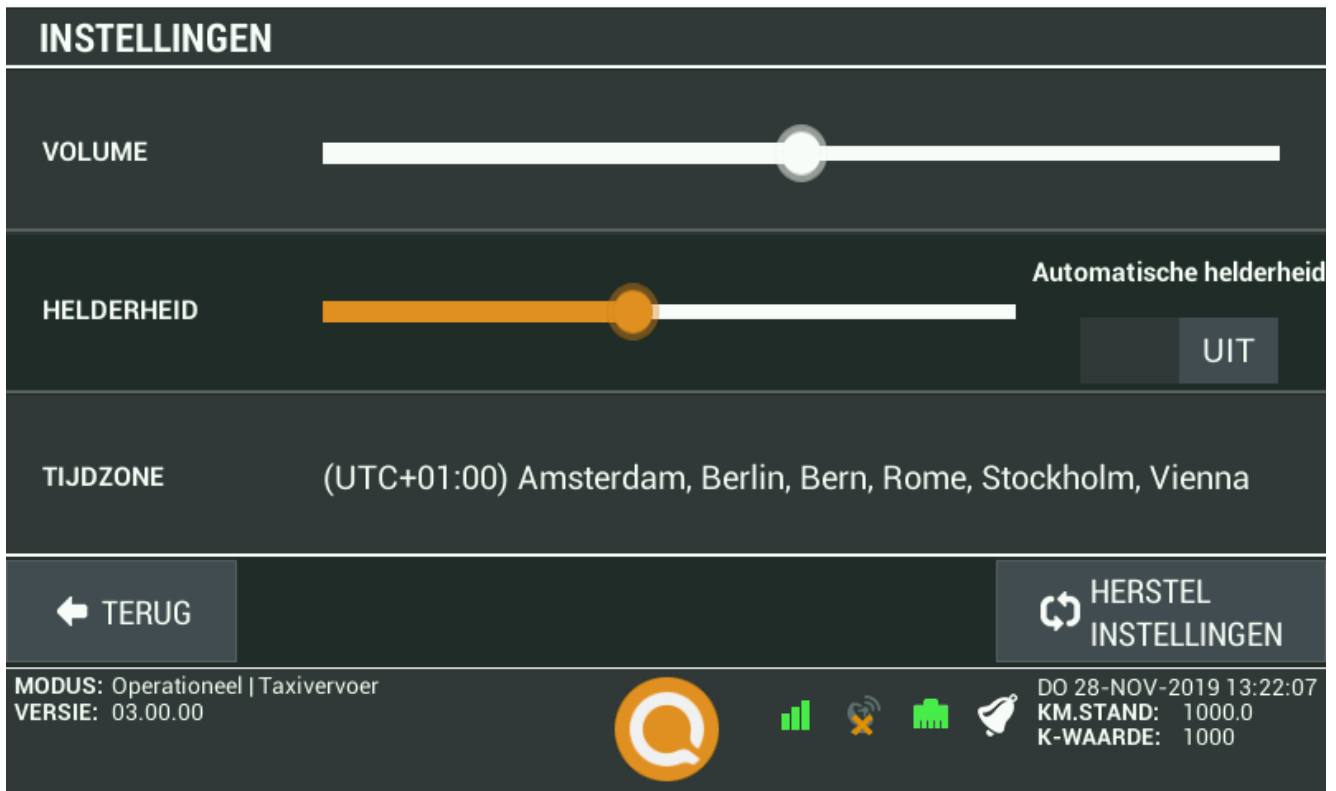 INSTELLINGEN
VOLUME
Automatische helderheid
HELDERHEID
UIT
TIJDZONE
(UTC+01:00) Amsterdam, Berlin, Bern, Rome, Stockholm, Vienna
TERUG
HERSTEL
INSTELLINGEN
MODUS: Operationeel | Taxivervoer
VERSIE: 03.00.00
DO 28-NOV-2019 13:22:07
KM.STAND: 1000.0
K-WAARDE: 1000